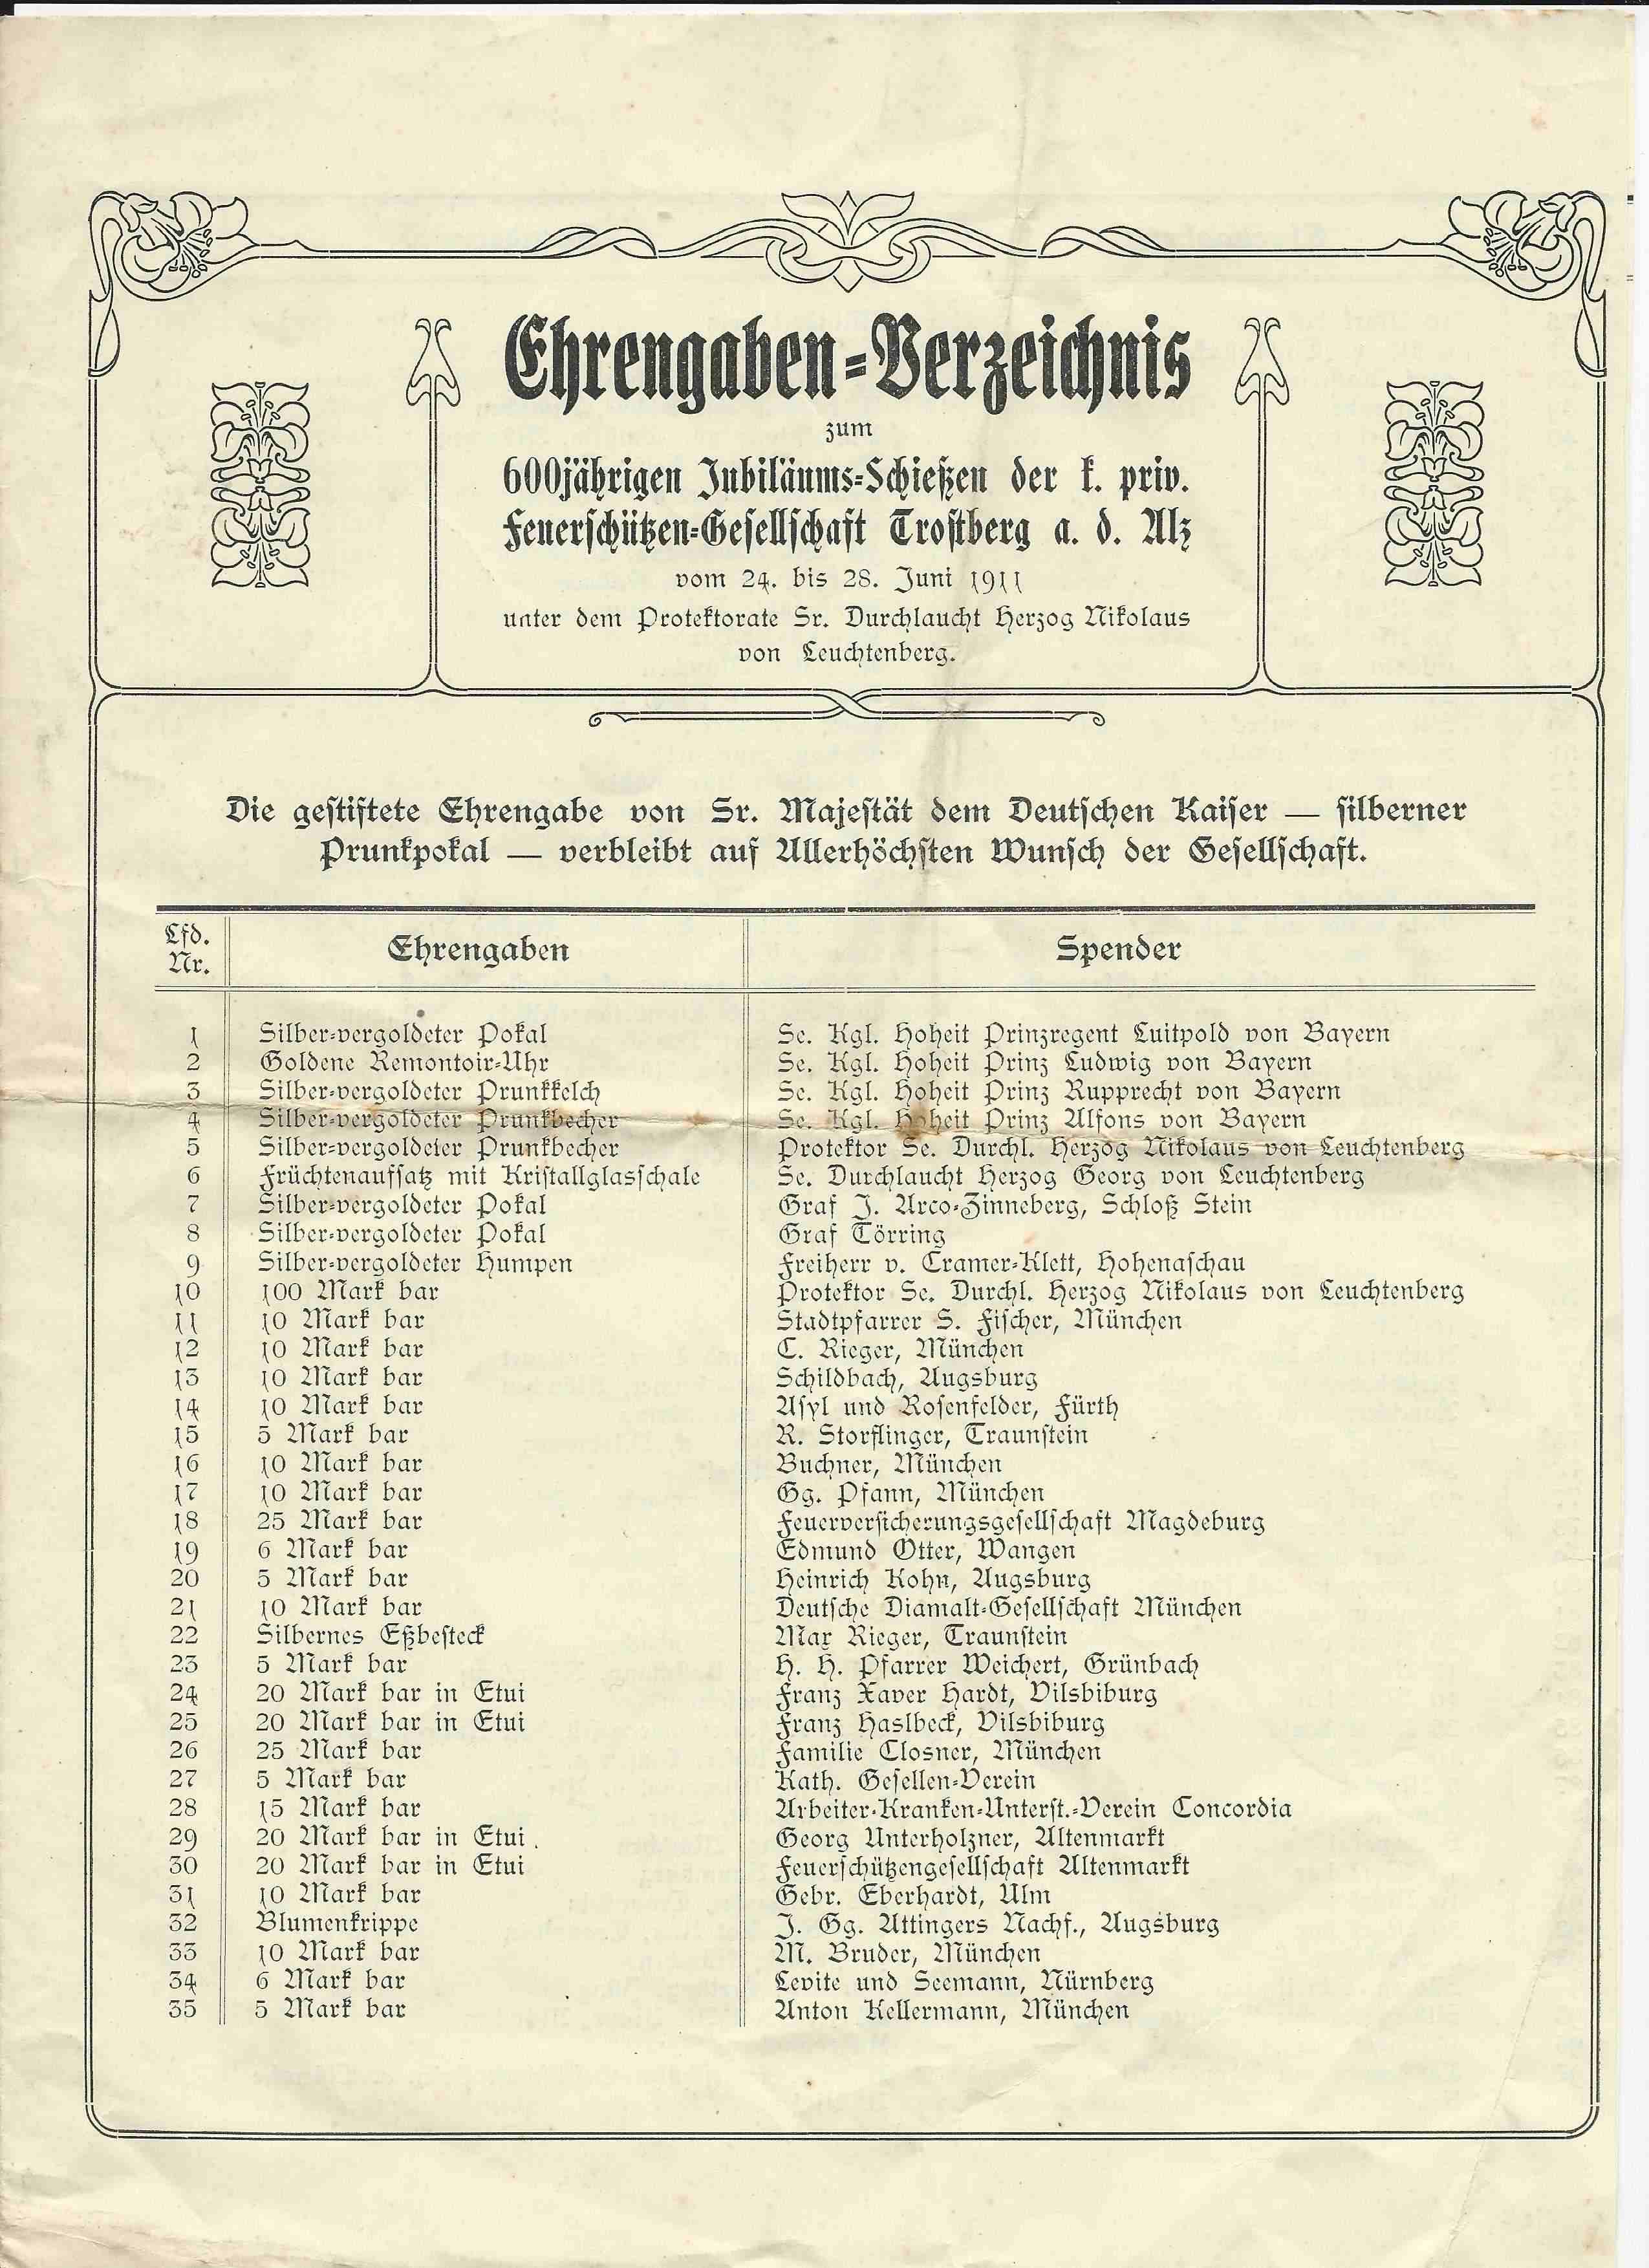 Ehrengaben-Verzeichnis
zum
600jährigen Jubiläums-Schießen der k. priv.
Feuerschützen-Gesellschaft Trostberg a. d. Alz
vom 24. bis 28. Juni 1911
unter dem Protektorate Sr. Durchlaucht Herzog Nikolaus
von Leuchtenberg.
Die gestiftete Ehrengabe von Sr. Majestät dem Deutschen Kaiser — silberner
Prunkpokal — verbleibt auf Allerhöchsten Wunsch der Gesellschaft.
Lfd. Nr. Ehrengaben Spender
1 Silber-vergoldeter Pokal Se. Kgl. Hoheit Prinzregent Luitpold von Bayern
2 Goldene Remontoir-Uhr Se. Kgl. Hoheit Prinz Ludwig von Bayern
3 Silber-vergoldeter Prunkkelch Se. Kgl. Hoheit Prinz Rupprecht von Bayern
4 Silber-vergoldeter Prunkbecher Se. Kgl. Hoheit Prinz Alfons von Bayern
5 Silber-vergoldeter Prunkbecher Protektor Se. Durchl. Herzog Nikolaus von Leuchtenberg
6 Früchtenaufsatz mit Kristallglasschale Se. Durchlaucht Herzog Georg von Leuchtenberg
7 Silber-vergoldeter Pokal Graf J. Arco-Zinneberg, Schloß Stein
8 Silber-vergoldeter Pokal Graf Törring
9 Silber-vergoldeter Humpen Freiherr v. Cramer-Klett, Hohenaschau
10 100 Mark bar Protektor Se. Durchl. Herzog Nikolaus von Leuchtenberg
11 10 Mark bar Stadtpfarrer S. Fischer, München
12 10 Mark bar C. Rieger, München
13 10 Mark bar Schildbach, Augsburg
14 10 Mark bar Asyl und Rosenfelder, Fürth
15 5 Mark bar R. Storflinger, Traunstein
16 10 Mark bar Buchner, München
17 10 Mark bar Gg. Pfann, München
18 25 Mark bar Feuerversicherungsgesellschaft Magdeburg
19 6 Mark bar Edmund Otter, Wangen
20 5 Mark bar Heinrich Kohn, Augsburg
21 10 Mark bar Deutsche Diamalt-Gesellschaft München
22 Silbernes Eßbesteck Max Rieger, Traunstein
23 5 Mark bar H. H. Pfarrer Weichert, Grünbach
24 20 Mark bar in Etui Franz Xaver Hardt, Vilsbiburg
25 20 Mark bar in Etui Franz Haslbeck, Vilsbiburg
26 25 Mark bar Familie Closner, München
27 5 Mark bar Kath. Gesellen-Verein
28 15 Mark bar Arbeiter-Kranken-Unterst.-Verein Concordia
29 20 Mark bar in Etui Georg Unterholzner, Altenmarkt
30 20 Mark bar in Etui Feuerschützengesellschaft Altenmarkt
31 10 Mark bar Gebr. Eberhardt, Ulm
32 Blumenkrippe J. Gg. Attingers Nachf., Augsburg
33 10 Mark bar M. Bruder, München
34 6 Mark bar Levite und Seemann, Nürnberg
35 5 Mark bar Anton Kellermann, München